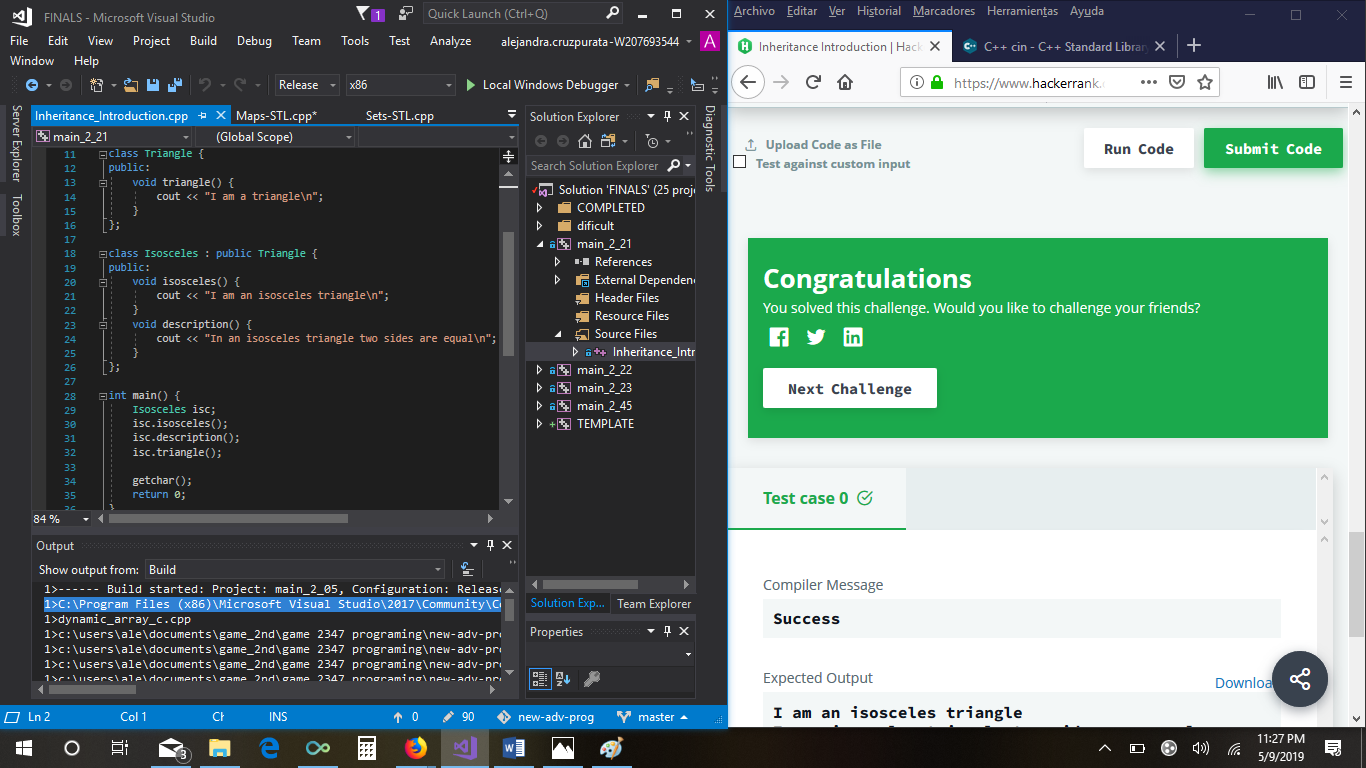 FINALS - Microsoft Visual Studio
1
Quick Launch (Ctrl+Q)
File Edit View Project Build Debug Team Tools Test Analyze
alejandra.cruzpurata-W207693544
A
Window Help
Release x86 Local Windows Debugger
Server Explorer
Toolbox
Inheritance_Introduction.cpp Maps-STL.cpp* Sets-STL.cpp
main_2_21 (Global Scope)
11 class Triangle {
12 public:
13 void triangle() {
14 cout << "I am a triangle\n";
15 }
16 };
17
18 class Isosceles : public Triangle {
19 public:
20 void isosceles() {
21 cout << "I am an isosceles triangle\n";
22 }
23 void description() {
24 cout << "In an isosceles triangle two sides are equal\n";
25 }
26 };
27
28 int main() {
29 Isosceles isc;
30 isc.isosceles();
31 isc.description();
32 isc.triangle();
33
34 getchar();
35 return 0;
36 }
84 %
Output
Show output from: Build
1>------ Build started: Project: main_2_05, Configuration: Release
1>C:\Program Files (x86)\Microsoft Visual Studio\2017\Community\Co
1>dynamic_array_c.cpp
1>c:\users\ale\documents\game_2nd\game 2347 programing\new-adv-pro
1>c:\users\ale\documents\game_2nd\game 2347 programing\new-adv-pro
1>c:\users\ale\documents\game_2nd\game 2347 programing\new-adv-pro
1>c:\users\ale\documents\game_2nd\game 2347 programing\new-adv-pro
Solution Explorer
Search Solution Explorer
Solution 'FINALS' (25 proje
COMPLETED
dificult
main_2_21
References
External Dependen
Header Files
Resource Files
Source Files
Inheritance_Intr
main_2_22
main_2_23
main_2_45
TEMPLATE
Solution Exp... Team Explorer
Properties
Diagnostic Tools
Ln 2 Col 1 INS 0 90 new-adv-prog master
Archivo Editar Ver Historial Marcadores Herramientas Ayuda
Inheritance Introduction | Hack C++ cin - C++ Standard Library
https://www.hackerrank.c
Upload Code as File
Test against custom input
Run Code
Submit Code
Congratulations
You solved this challenge. Would you like to challenge your friends?
Next Challenge
Test case 0
Compiler Message
Success
Expected Output
Downloa
I am an isosceles triangle
3
11:27 PM
5/9/2019